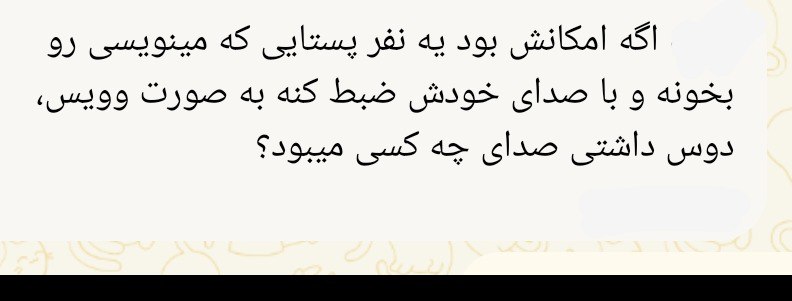 اگه امکانش بود یه نفر پستایی که مینویسی رو
بخونه و با صدای خودش ضبط کنه به صورت وویس،
دوس داشتی صدای چه کسی میبود؟